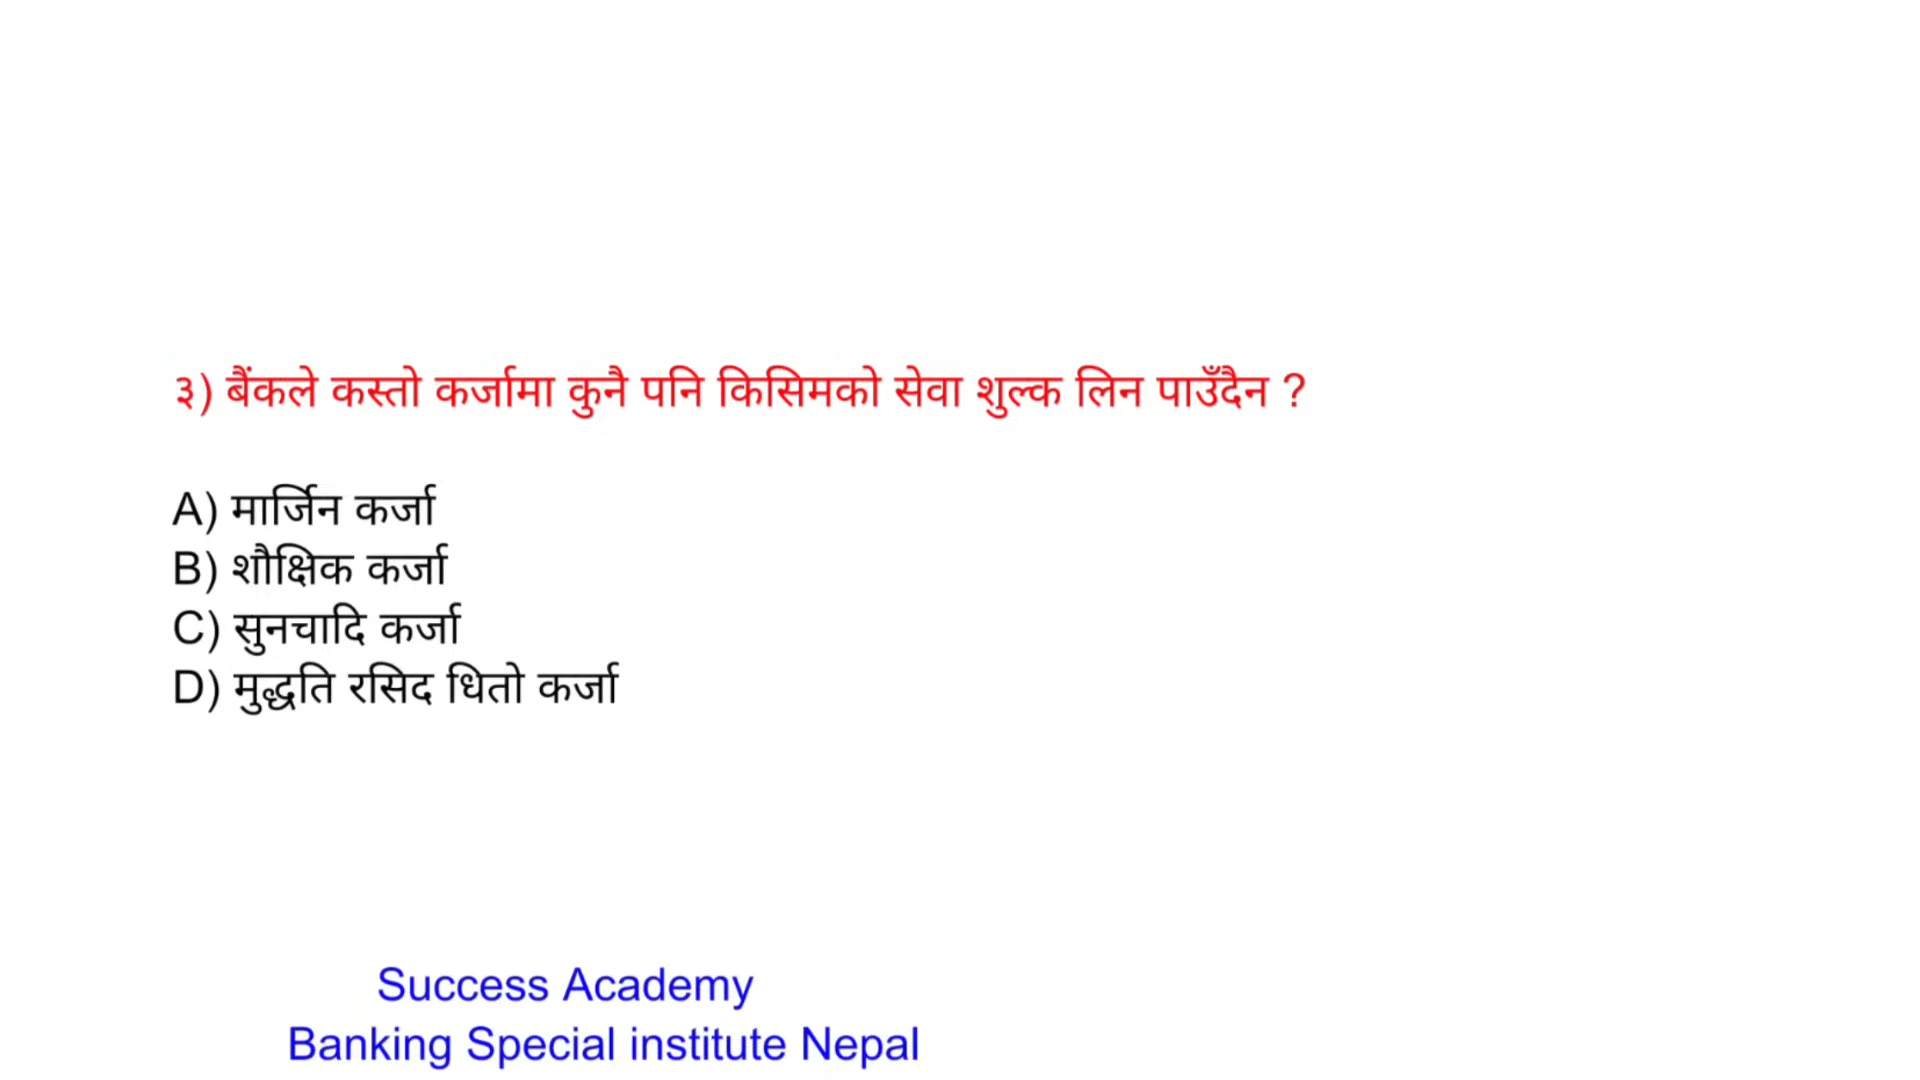 ३) बैंकले कस्तो कर्जामा कुनै पनि किसिमको सेवा शुल्क लिन पाउँदैन ?
A) मार्जिन कर्जा
B) शौक्षिक कर्जा
C) सुनचादि कर्जा
D) मुद्धति रसिद धितो कर्जा
Success Academy
Banking Special institute Nepal